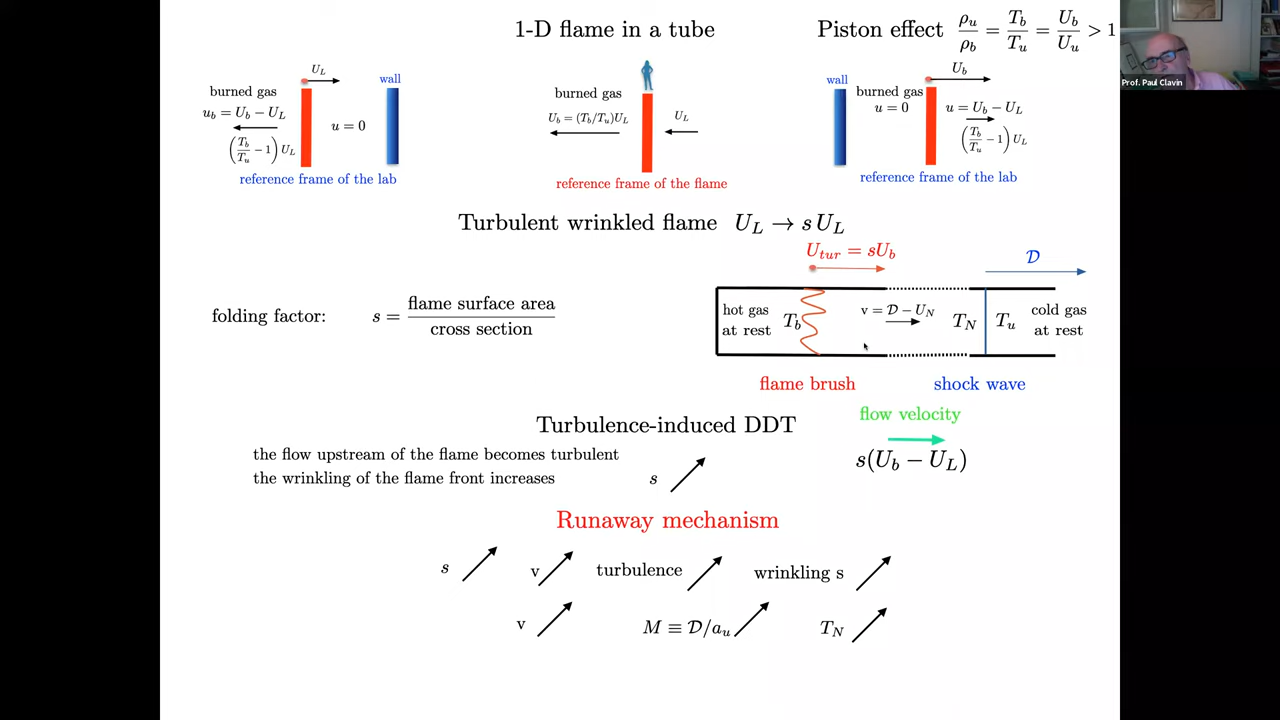 1-D flame in a tube
Piston effect ρu/ρb = Tb/Tu = Ub/Uu > 1
Prof. Paul Clavin
UL
wall
burned gas
ub = Ub − UL
u = 0
(Tb/Tu − 1) UL
reference frame of the lab
burned gas
Ub = (Tb/Tu)UL
UL
reference frame of the flame
Ub
wall
burned gas
u = 0
u = Ub − UL
(Tb/Tu − 1) UL
reference frame of the lab
Turbulent wrinkled flame UL → s UL
Utur = sUb
𝒟
folding factor: s = flame surface area / cross section
hot gas
at rest
Tb
v = 𝒟 − UN
TN
Tu
cold gas
at rest
flame brush
shock wave
flow velocity
s(Ub − UL)
Turbulence-induced DDT
the flow upstream of the flame becomes turbulent
the wrinkling of the flame front increases
s
Runaway mechanism
s v turbulence wrinkling s
v M ≡ 𝒟/au TN